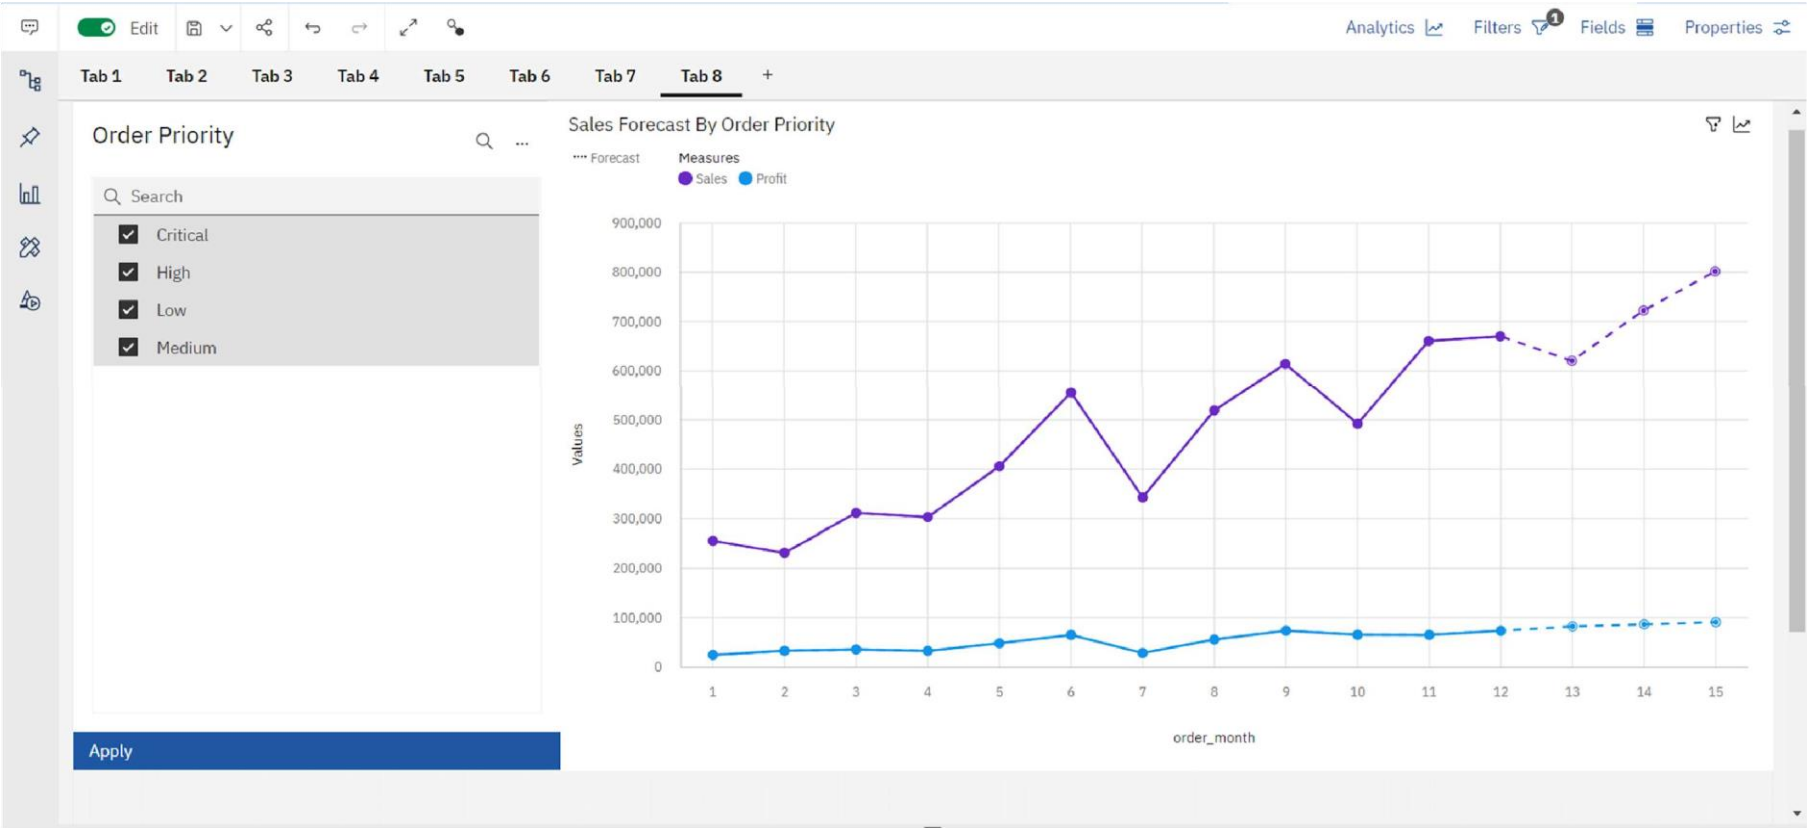 Edit
Analytics
Filters 1
Fields
Properties
Tab 1 Tab 2 Tab 3 Tab 4 Tab 5 Tab 6 Tab 7 Tab 8 +
Order Priority
...
Search
Critical
High
Low
Medium
Apply
Sales Forecast By Order Priority
Forecast
Measures
Sales Profit
900,000
800,000
700,000
600,000
500,000
400,000
300,000
200,000
100,000
0
Values
1 2 3 4 5 6 7 8 9 10 11 12 13 14 15
order_month